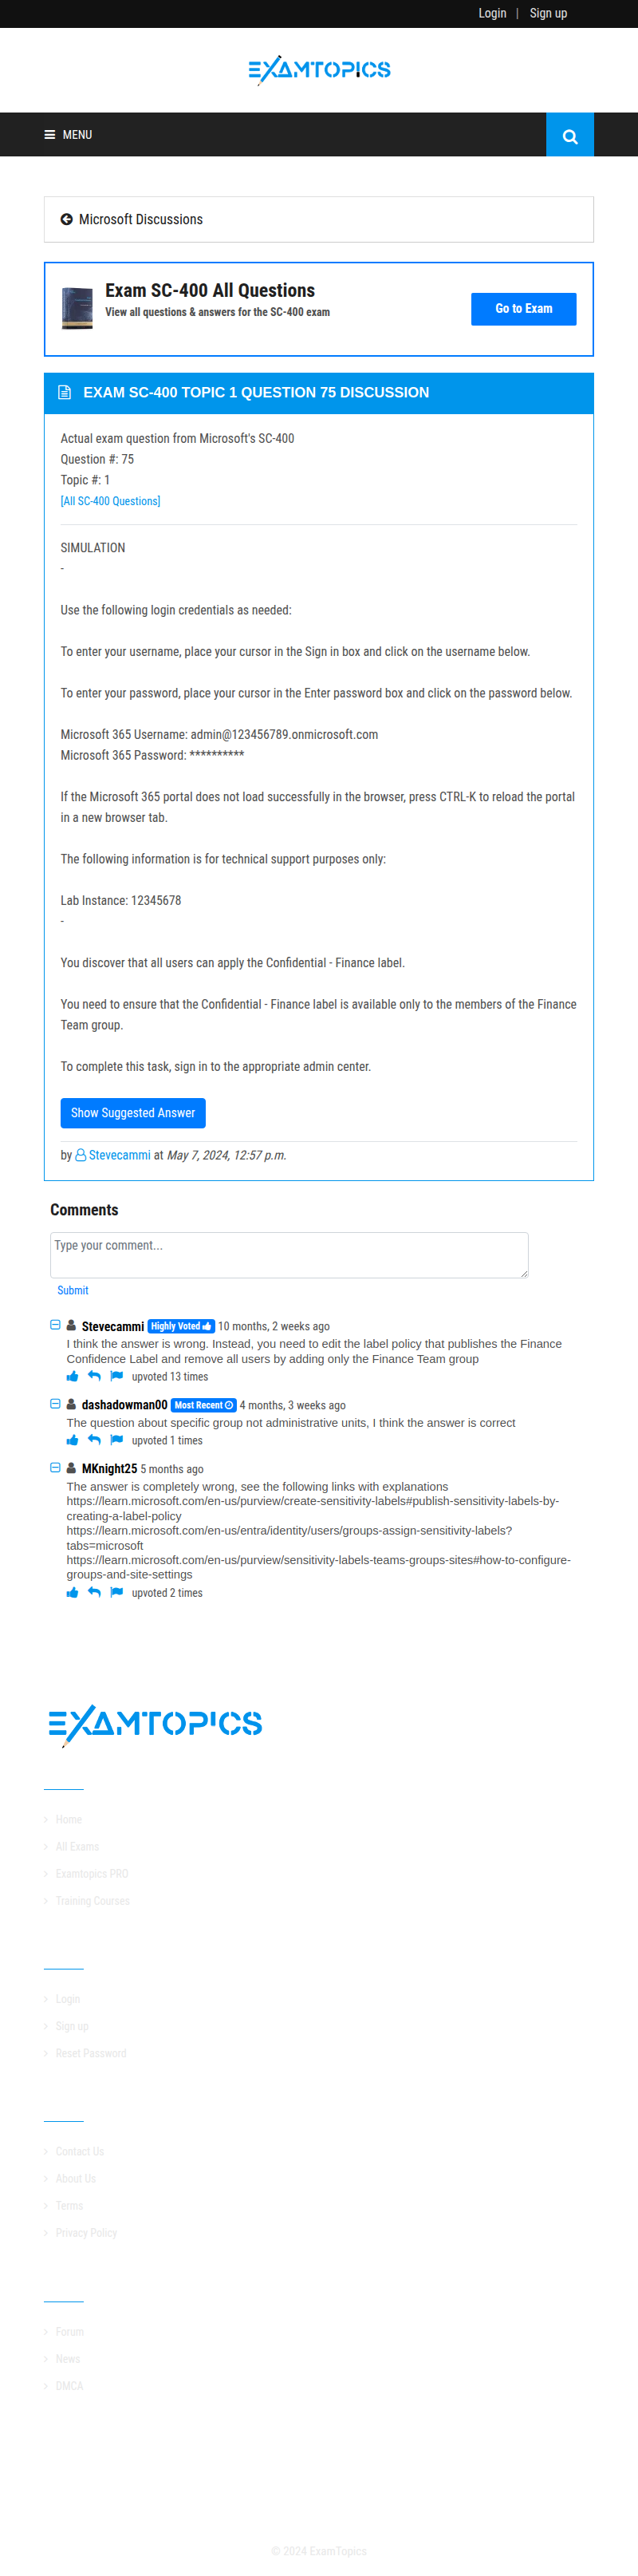 Login | Sign up
EXAMTOPICS
MENU
Microsoft Discussions
Exam SC-400 All Questions
View all questions & answers for the SC-400 exam
Go to Exam
EXAM SC-400 TOPIC 1 QUESTION 75 DISCUSSION
Actual exam question from Microsoft's SC-400
Question #: 75
Topic #: 1
[All SC-400 Questions]
SIMULATION
-
Use the following login credentials as needed:
To enter your username, place your cursor in the Sign in box and click on the username below.
To enter your password, place your cursor in the Enter password box and click on the password below.
Microsoft 365 Username: admin@123456789.onmicrosoft.com
Microsoft 365 Password: **********
If the Microsoft 365 portal does not load successfully in the browser, press CTRL-K to reload the portal
in a new browser tab.
The following information is for technical support purposes only:
Lab Instance: 12345678
-
You discover that all users can apply the Confidential - Finance label.
You need to ensure that the Confidential - Finance label is available only to the members of the Finance
Team group.
To complete this task, sign in to the appropriate admin center.
Show Suggested Answer
by Stevecammi at May 7, 2024, 12:57 p.m.
Comments
Type your comment...
Submit
Stevecammi Highly Voted 10 months, 2 weeks ago
I think the answer is wrong. Instead, you need to edit the label policy that publishes the Finance
Confidence Label and remove all users by adding only the Finance Team group
upvoted 13 times
dashadowman00 Most Recent 4 months, 3 weeks ago
The question about specific group not administrative units, I think the answer is correct
upvoted 1 times
MKnight25 5 months ago
The answer is completely wrong, see the following links with explanations
https://learn.microsoft.com/en-us/purview/create-sensitivity-labels#publish-sensitivity-labels-by-
creating-a-label-policy
https://learn.microsoft.com/en-us/entra/identity/users/groups-assign-sensitivity-labels?
tabs=microsoft
https://learn.microsoft.com/en-us/purview/sensitivity-labels-teams-groups-sites#how-to-configure-
groups-and-site-settings
upvoted 2 times
EXAMTOPICS
Home
All Exams
Examtopics PRO
Training Courses
Login
Sign up
Reset Password
Contact Us
About Us
Terms
Privacy Policy
Forum
News
DMCA
© 2024 ExamTopics